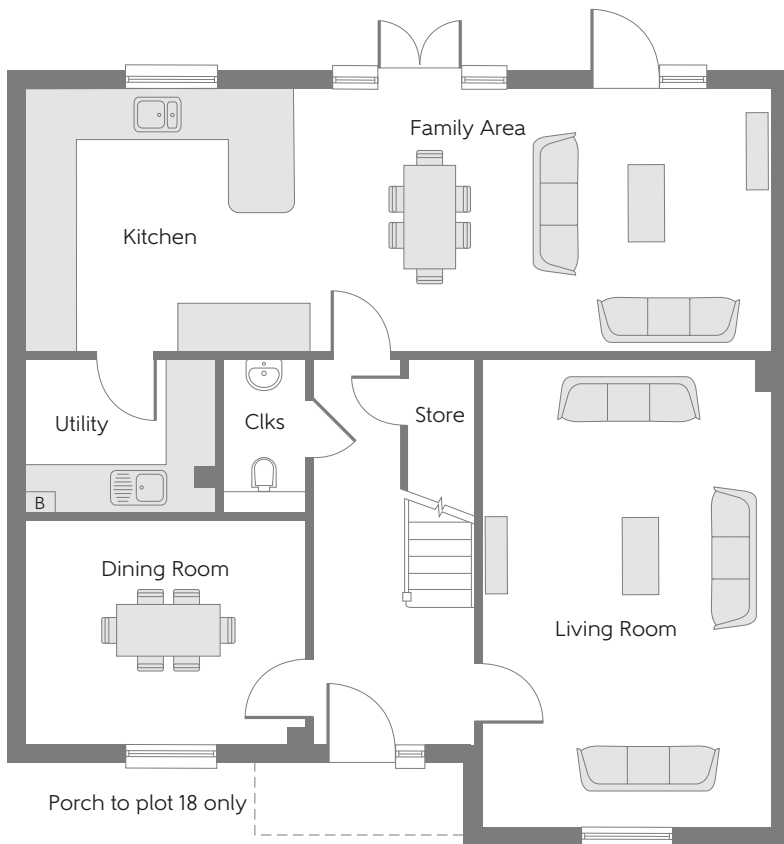 Family Area
Kitchen
Utility
Clks
Store
B
Dining Room
Living Room
Porch to plot 18 only